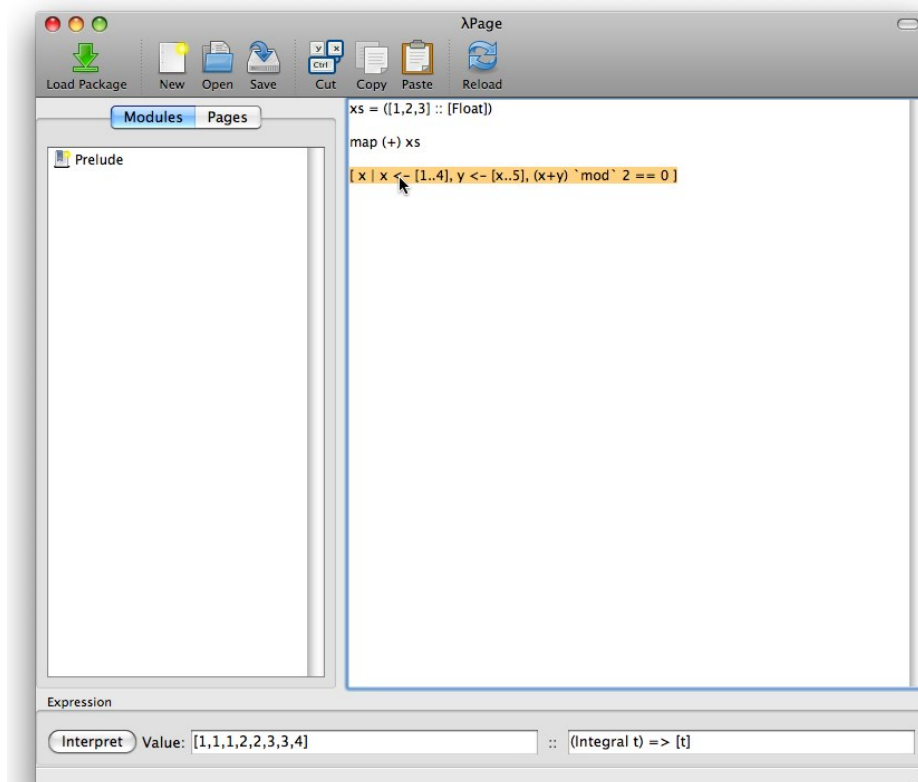 λPage
y x
Ctrl
Load Package New Open Save Cut Copy Paste Reload
Modules Pages
Prelude
xs = ([1,2,3] :: [Float])
map (+) xs
[ x | x <- [1..4], y <- [x..5], (x+y) `mod` 2 == 0 ]
Expression
Interpret Value: [1,1,1,2,2,3,3,4] :: (Integral t) => [t]